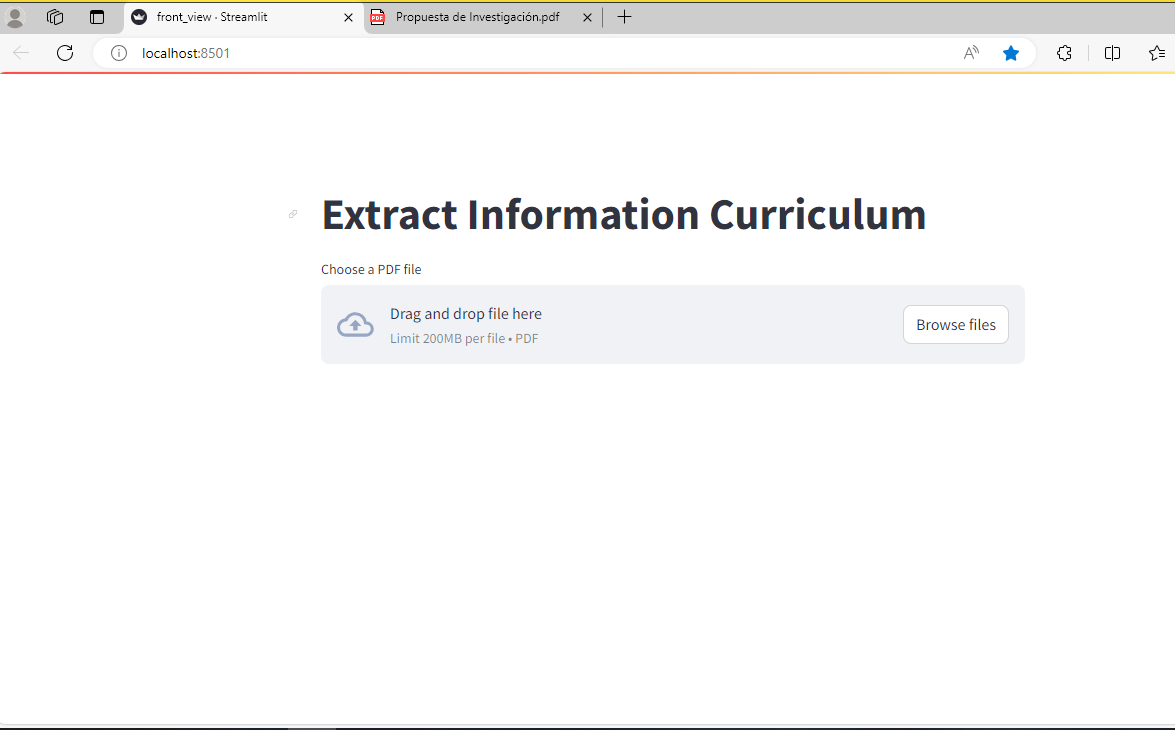 front_view · Streamlit
Propuesta de Investigación.pdf
localhost:8501
Extract Information Curriculum
Choose a PDF file
Drag and drop file here
Limit 200MB per file • PDF
Browse files